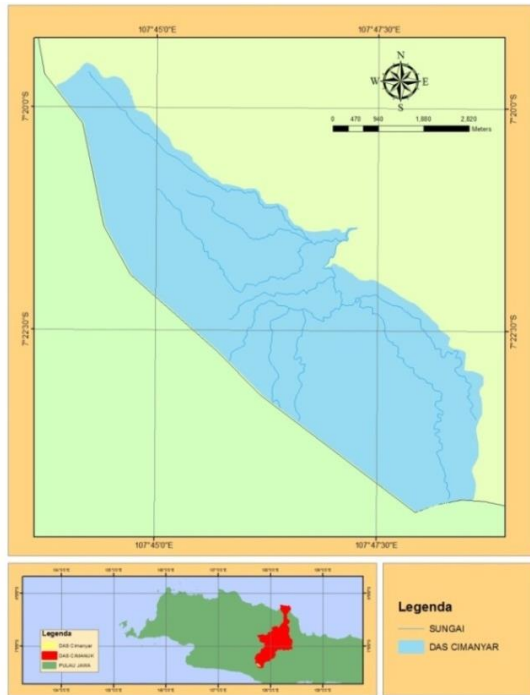 107°45'0"E 107°47'30"E
N
W E
S
0 470 940 1,880 2,820
Meters
7°20'0"S 7°20'0"S
7°22'30"S 7°22'30"S
107°45'0"E 107°47'30"E
Legenda
DAS Cimanyar
DAS CIMANUK
PULAU JAWA
Legenda
SUNGAI
DAS CIMANYAR